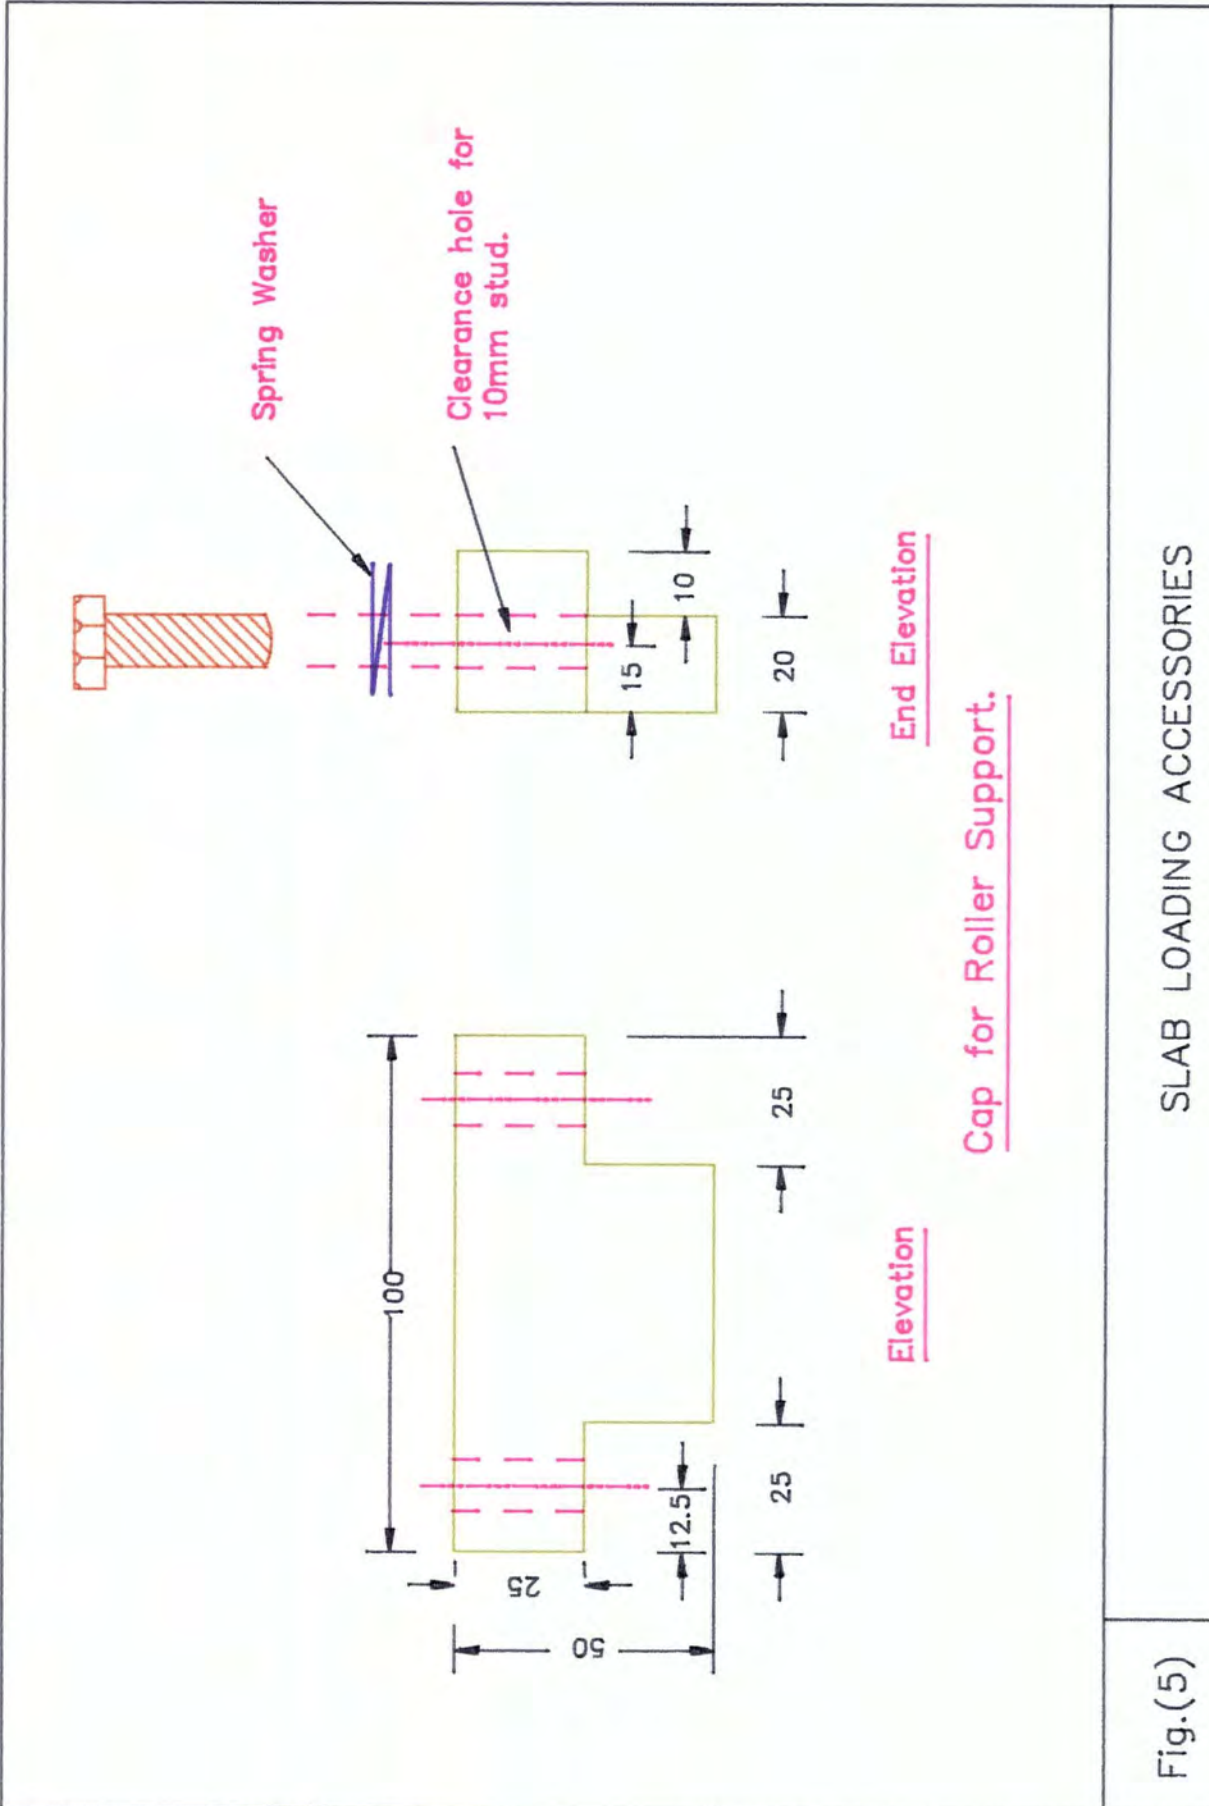 Spring Washer
Clearance hole for
10mm stud.
100
25
50
12.5
25
25
15
10
20
Elevation
End Elevation
Cap for Roller Support.
Fig.(5)
SLAB LOADING ACCESSORIES